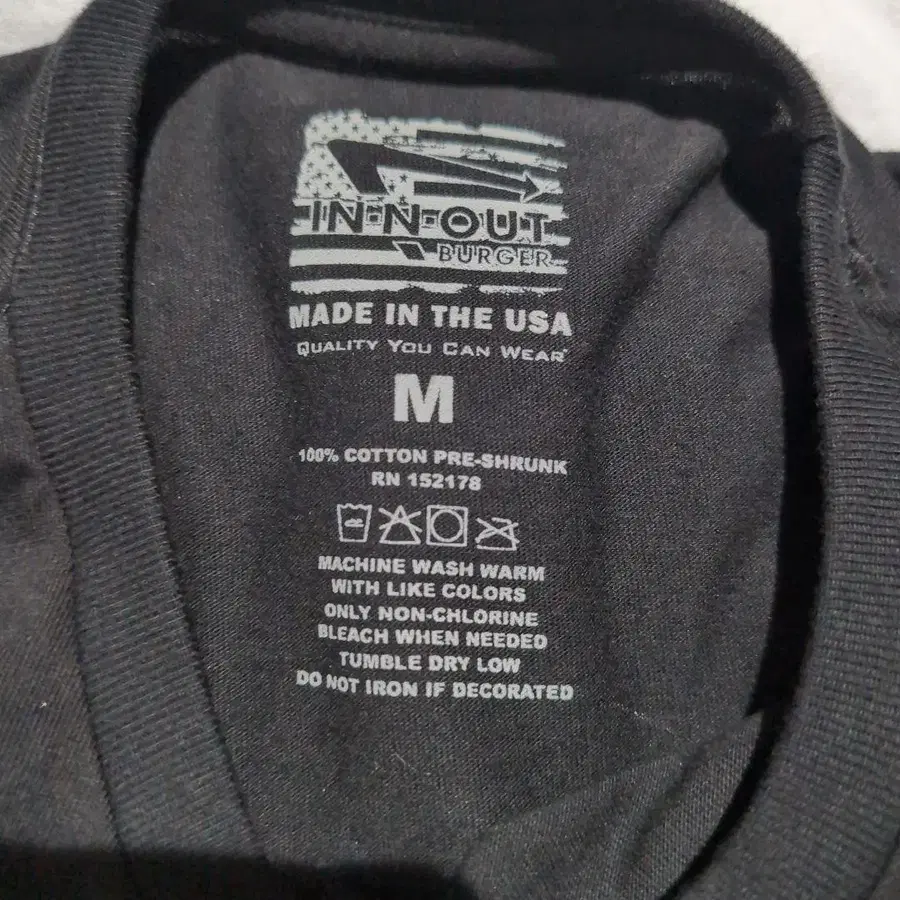 IN-N-OUT
BURGER
MADE IN THE USA
QUALITY YOU CAN WEAR
M
100% COTTON PRE-SHRUNK
RN 152178
MACHINE WASH WARM
WITH LIKE COLORS
ONLY NON-CHLORINE
BLEACH WHEN NEEDED
TUMBLE DRY LOW
DO NOT IRON IF DECORATED